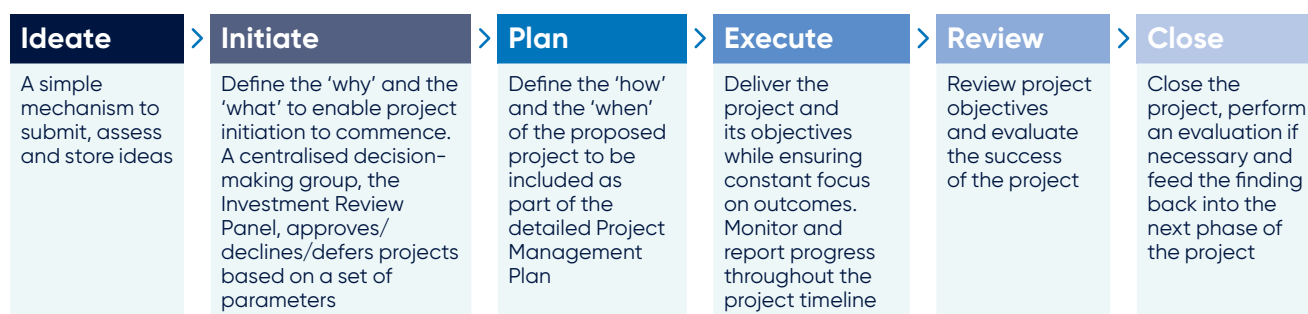 Ideate
A simple
mechanism to
submit, assess
and store ideas
Initiate
Define the ‘why’ and the
‘what’ to enable project
initiation to commence.
A centralised decision-
making group, the
Investment Review
Panel, approves/
declines/defers projects
based on a set of
parameters
Plan
Define the ‘how’
and the ‘when’
of the proposed
project to be
included as
part of the
detailed Project
Management
Plan
Execute
Deliver the
project and
its objectives
while ensuring
constant focus
on outcomes.
Monitor and
report progress
throughout the
project timeline
Review
Review project
objectives
and evaluate
the success
of the project
Close
Close the
project, perform
an evaluation if
necessary and
feed the finding
back into the
next phase of
the project